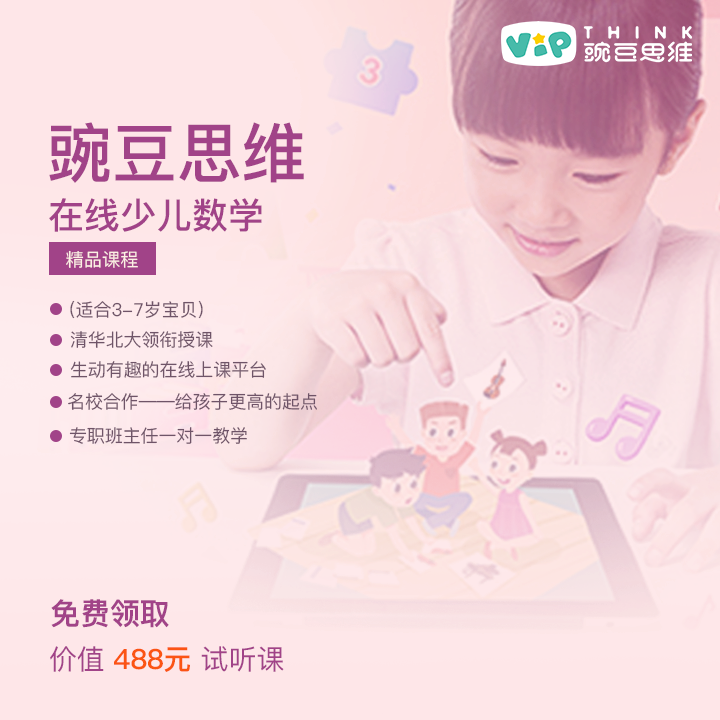 ViP
THINK
豌豆思维
3
豌豆思维
在线少儿数学
精品课程
(适合3-7岁宝贝)
清华北大领衔授课
生动有趣的在线上课平台
名校合作——给孩子更高的起点
专职班主任一对一教学
免费领取
价值 488元 试听课